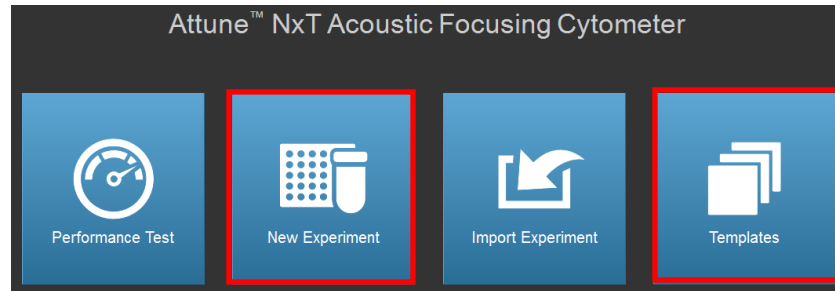 Attune™ NxT Acoustic Focusing Cytometer
Performance Test
New Experiment
Import Experiment
Templates